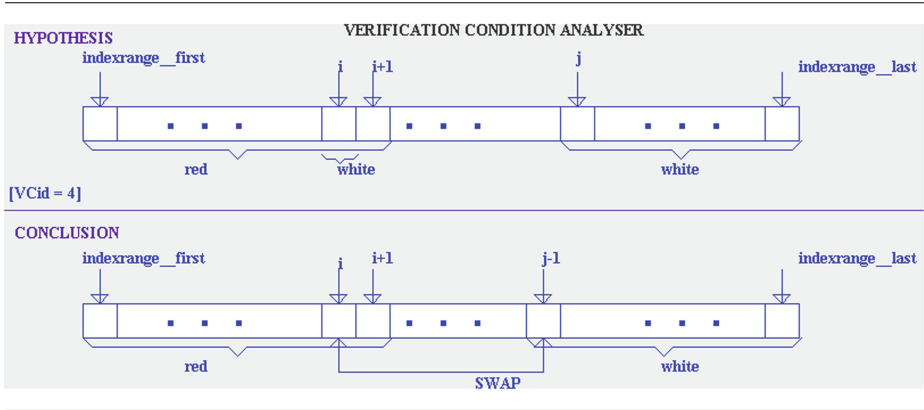 VERIFICATION CONDITION ANALYSER
HYPOTHESIS
indexrange__first i i+1 j indexrange__last
red white white
[VCid = 4]
CONCLUSION
indexrange__first i i+1 j-1 indexrange__last
red white
SWAP